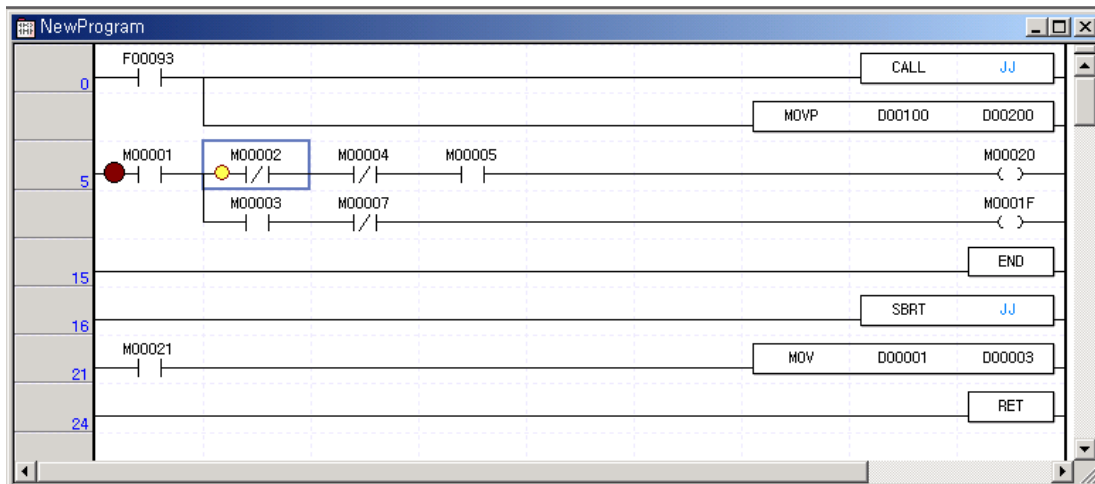 NewProgram
F00093
0
CALL JJ
MOVP D00100 D00200
M00001 M00002 M00004 M00005 M00020
5
M00003 M00007 M0001F
END
15
SBRT JJ
16
M00021
MOV D00001 D00003
21
RET
24